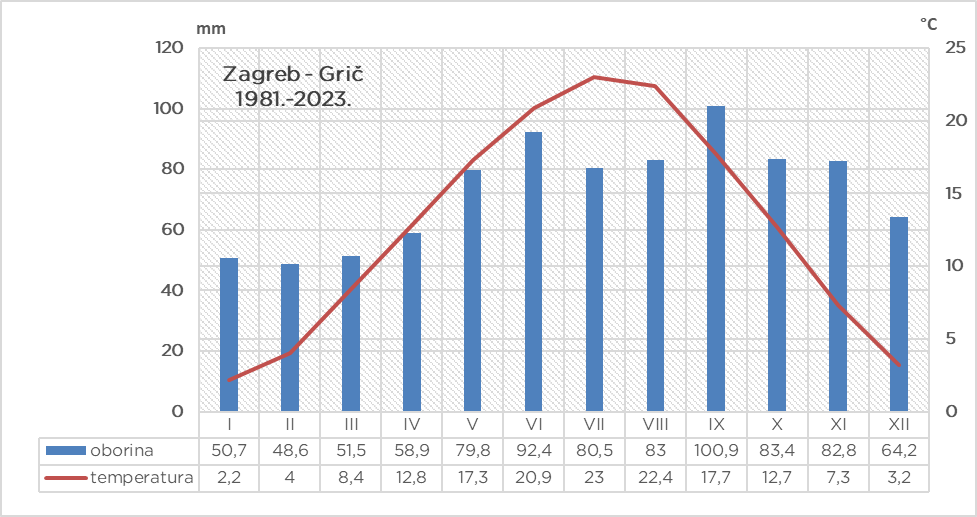 mm °C
Zagreb - Grič
1981.-2023.
120 25
100
20
80
15
60
10
40
5
20
0 0
I II III IV V VI VII VIII IX X XI XII
oborina 50,7 48,6 51,5 58,9 79,8 92,4 80,5 83 100,9 83,4 82,8 64,2
temperatura 2,2 4 8,4 12,8 17,3 20,9 23 22,4 17,7 12,7 7,3 3,2